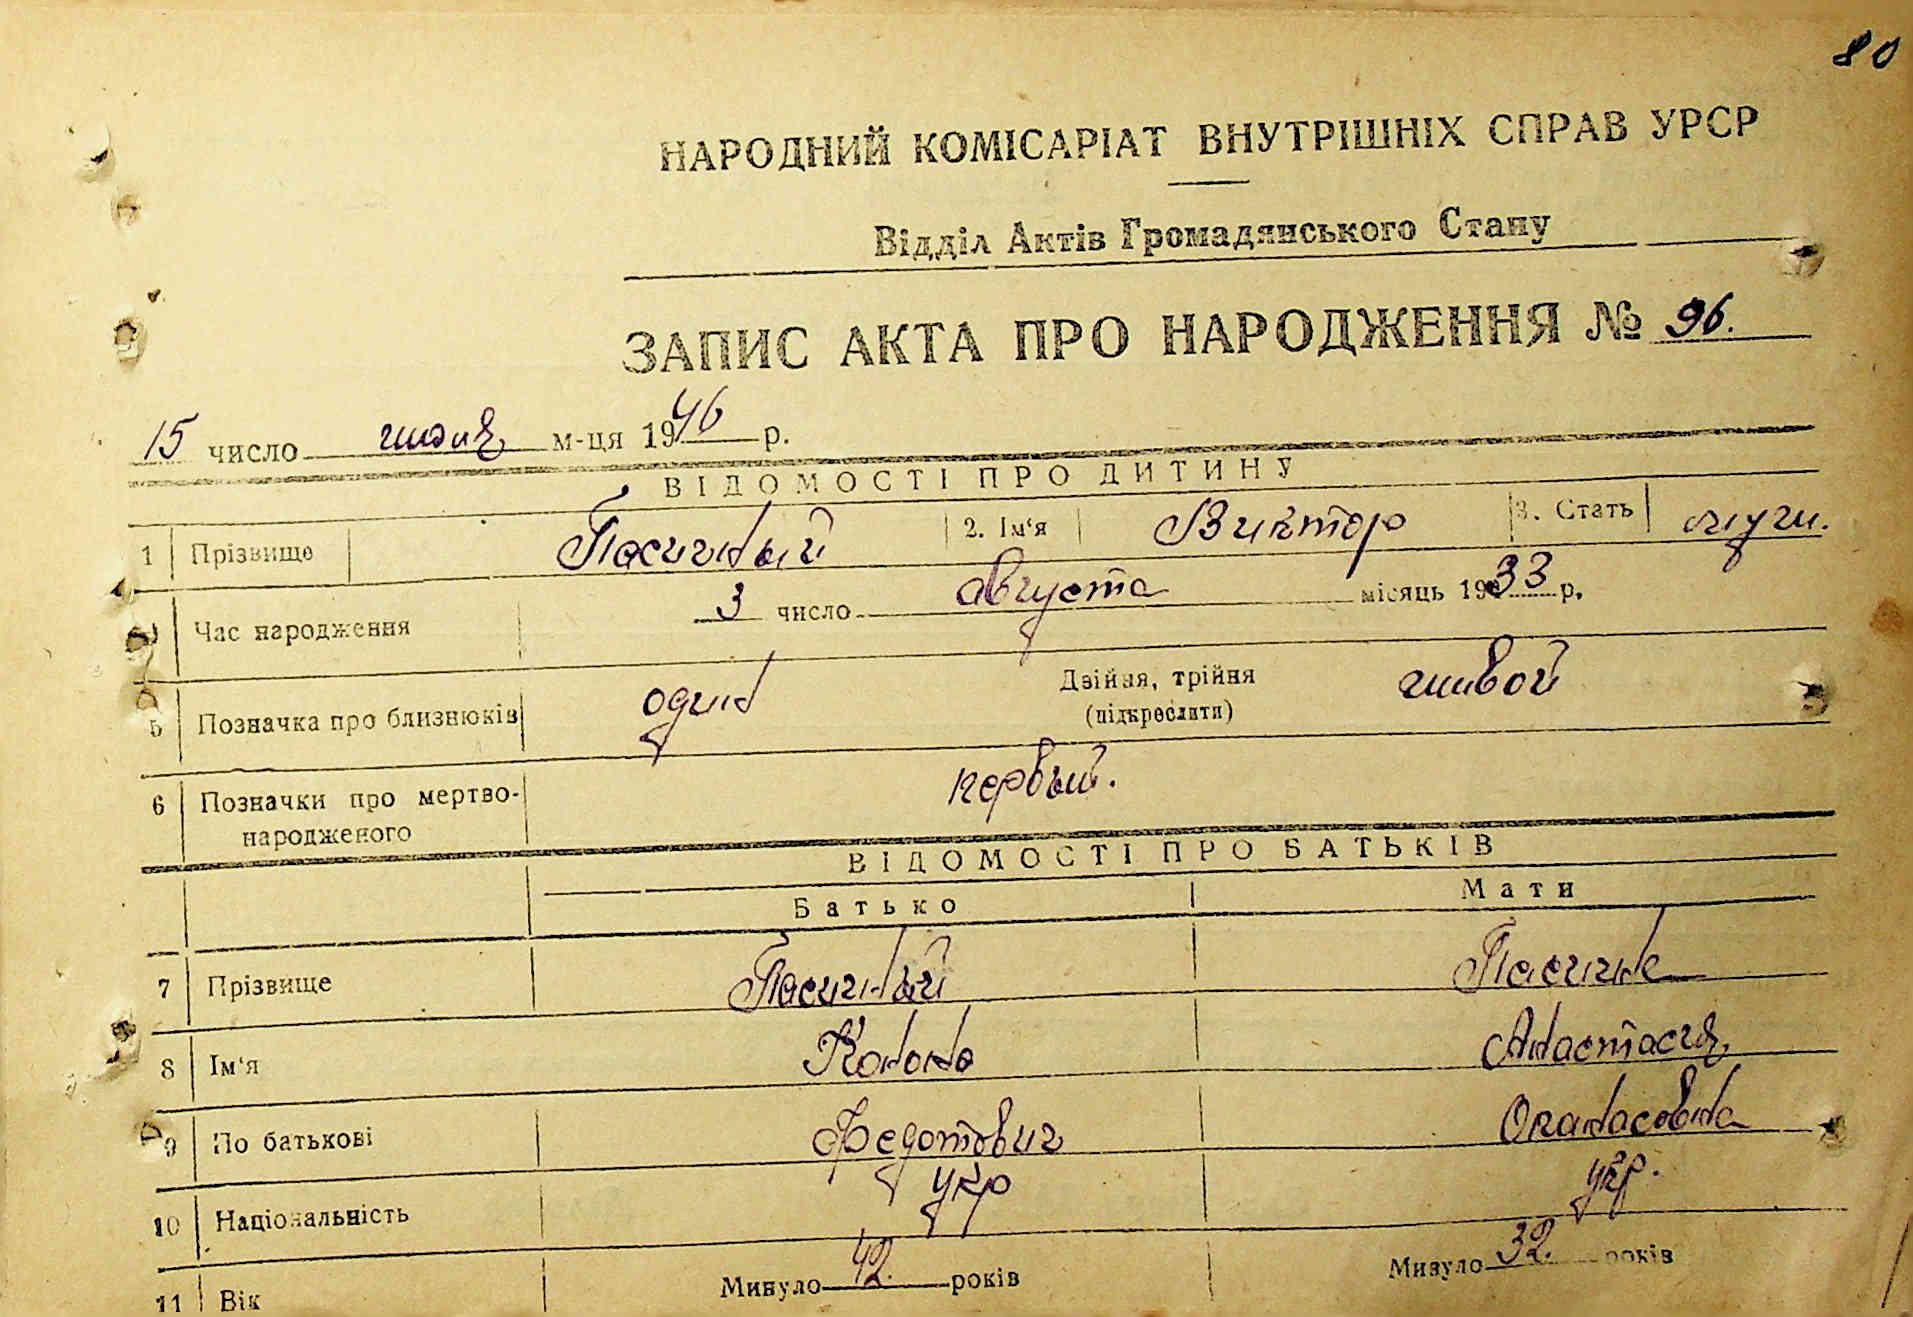 80
НАРОДНИЙ КОМІСАРІАТ ВНУТРІШНІХ СПРАВ УРСР
Відділ Актів Громадянського Стану
ЗАПИС АКТА ПРО НАРОДЖЕННЯ № 96.
15 число июня м-ця 1946 р.
ВІДОМОСТІ ПРО ДИТИНУ
1 Прізвище Пасичный 2. Ім'я Виктор 3. Стать муж.
Час народження 3 число августа місяць 1933 р.
5 Позначка про близнюків один Двійня, трійня (підкреслити) живой
6 Позначки про мертво-народженого первый.
ВІДОМОСТІ ПРО БАТЬКІВ
Батько Мати
7 Прізвище Пасичный Пасична
8 Ім'я Конон Анастасия
9 По батькові Федотович Опанасовна
10 Національність укр укр.
11 Вік Минуло 42. років Минуло 32. років